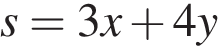 s = 3x + 4y